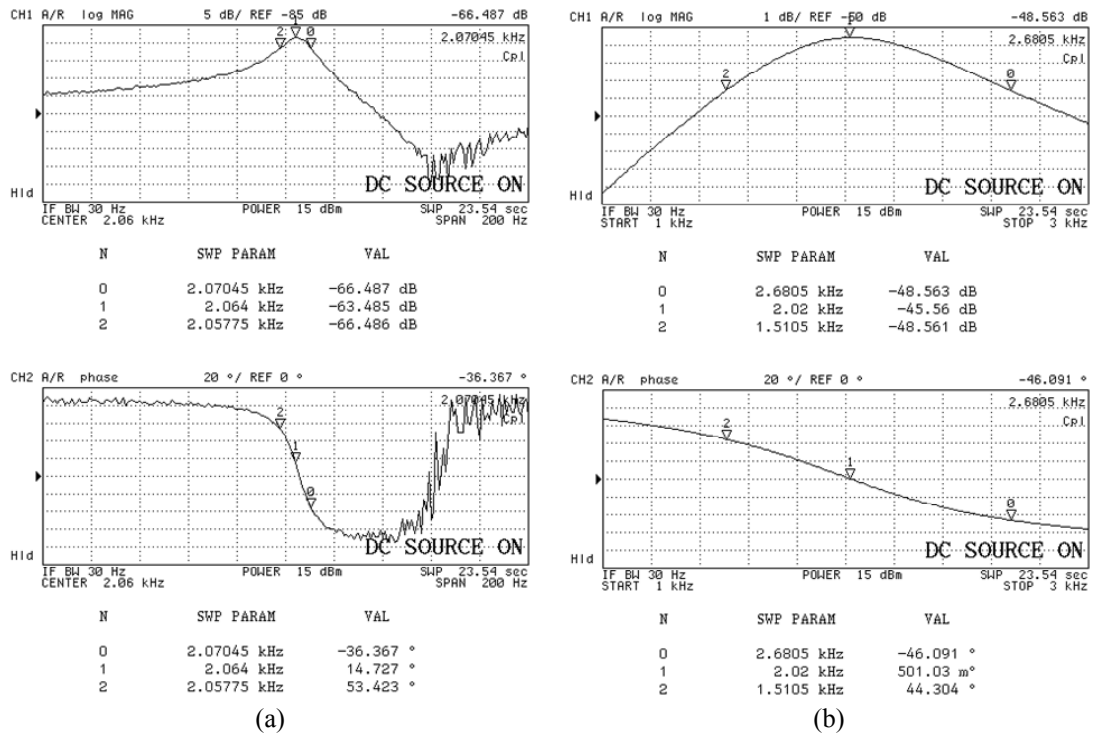 CH1 A/R log MAG 5 dB/ REF -85 dB -66.487 dB
1
2 0
2.07045 kHz
Cpl
DC SOURCE ON
Hld
IF BW 30 Hz POWER 15 dBm SWP 23.54 sec
CENTER 2.06 kHz SPAN 200 Hz
N SWP PARAM VAL
0 2.07045 kHz -66.487 dB
1 2.064 kHz -63.485 dB
2 2.05775 kHz -66.486 dB
CH2 A/R phase 20 °/ REF 0 ° -36.367 °
2.07045 kHz
Cpl
2
1
0
DC SOURCE ON
Hld
IF BW 30 Hz POWER 15 dBm SWP 23.54 sec
CENTER 2.06 kHz SPAN 200 Hz
N SWP PARAM VAL
0 2.07045 kHz -36.367 °
1 2.064 kHz 14.727 °
2 2.05775 kHz 53.423 °
(a)
CH1 A/R log MAG 1 dB/ REF -50 dB -48.563 dB
1
2.6805 kHz
Cpl
2
0
DC SOURCE ON
Hld
IF BW 30 Hz POWER 15 dBm SWP 23.54 sec
START 1 kHz STOP 3 kHz
N SWP PARAM VAL
0 2.6805 kHz -48.563 dB
1 2.02 kHz -45.56 dB
2 1.5105 kHz -48.561 dB
CH2 A/R phase 20 °/ REF 0 ° -46.091 °
2.6805 kHz
Cpl
2
1
0
DC SOURCE ON
Hld
IF BW 30 Hz POWER 15 dBm SWP 23.54 sec
START 1 kHz STOP 3 kHz
N SWP PARAM VAL
0 2.6805 kHz -46.091 °
1 2.02 kHz 501.03 m°
2 1.5105 kHz 44.304 °
(b)